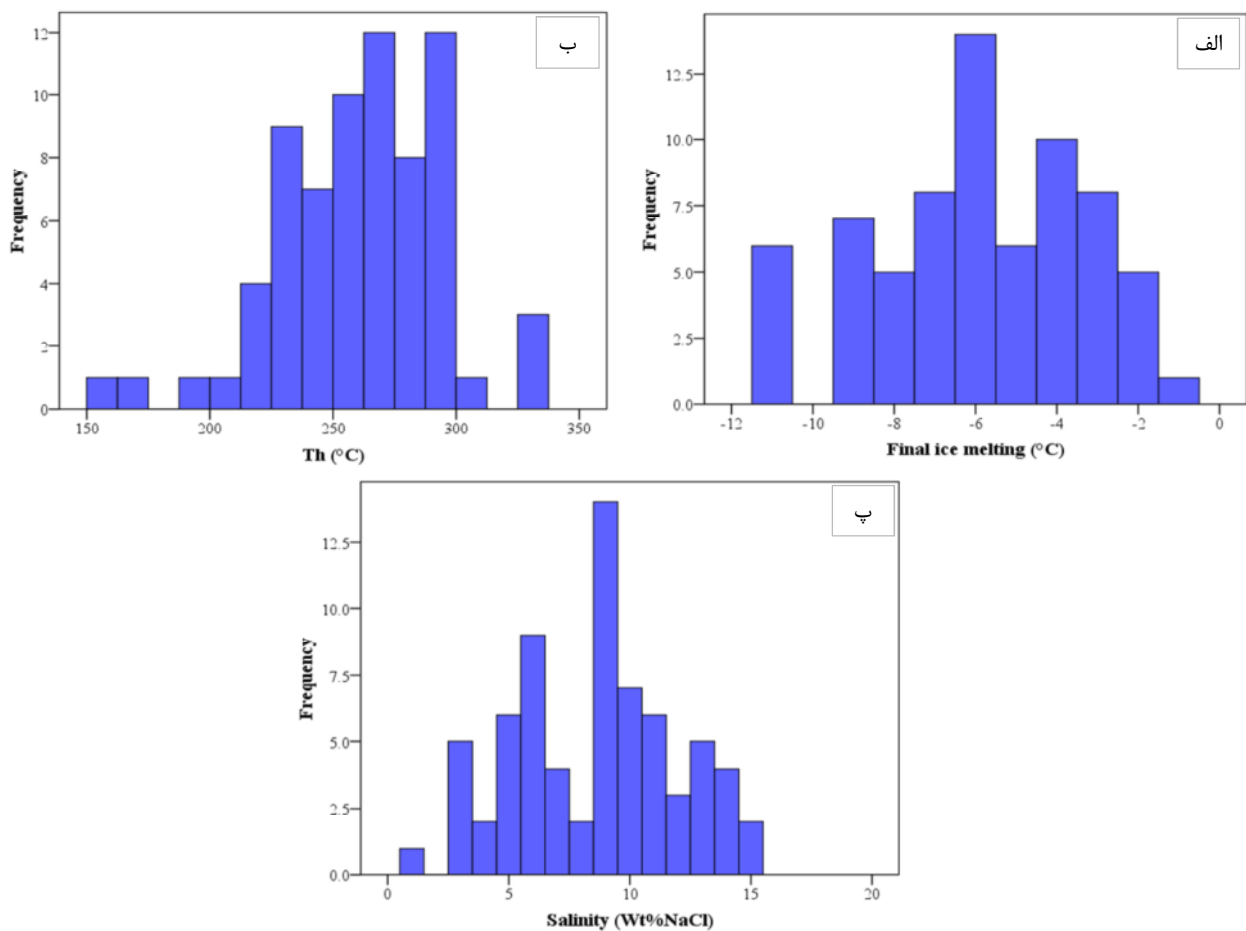 ب
12
10
8
6
4
2
0
Frequency
150 200 250 300 350
Th (°C)
الف
12.5
10.0
7.5
5.0
2.5
0.0
Frequency
-12 -10 -8 -6 -4 -2 0
Final ice melting (°C)
پ
12.5
10.0
7.5
5.0
2.5
0.0
Frequency
0 5 10 15 20
Salinity (Wt%NaCl)